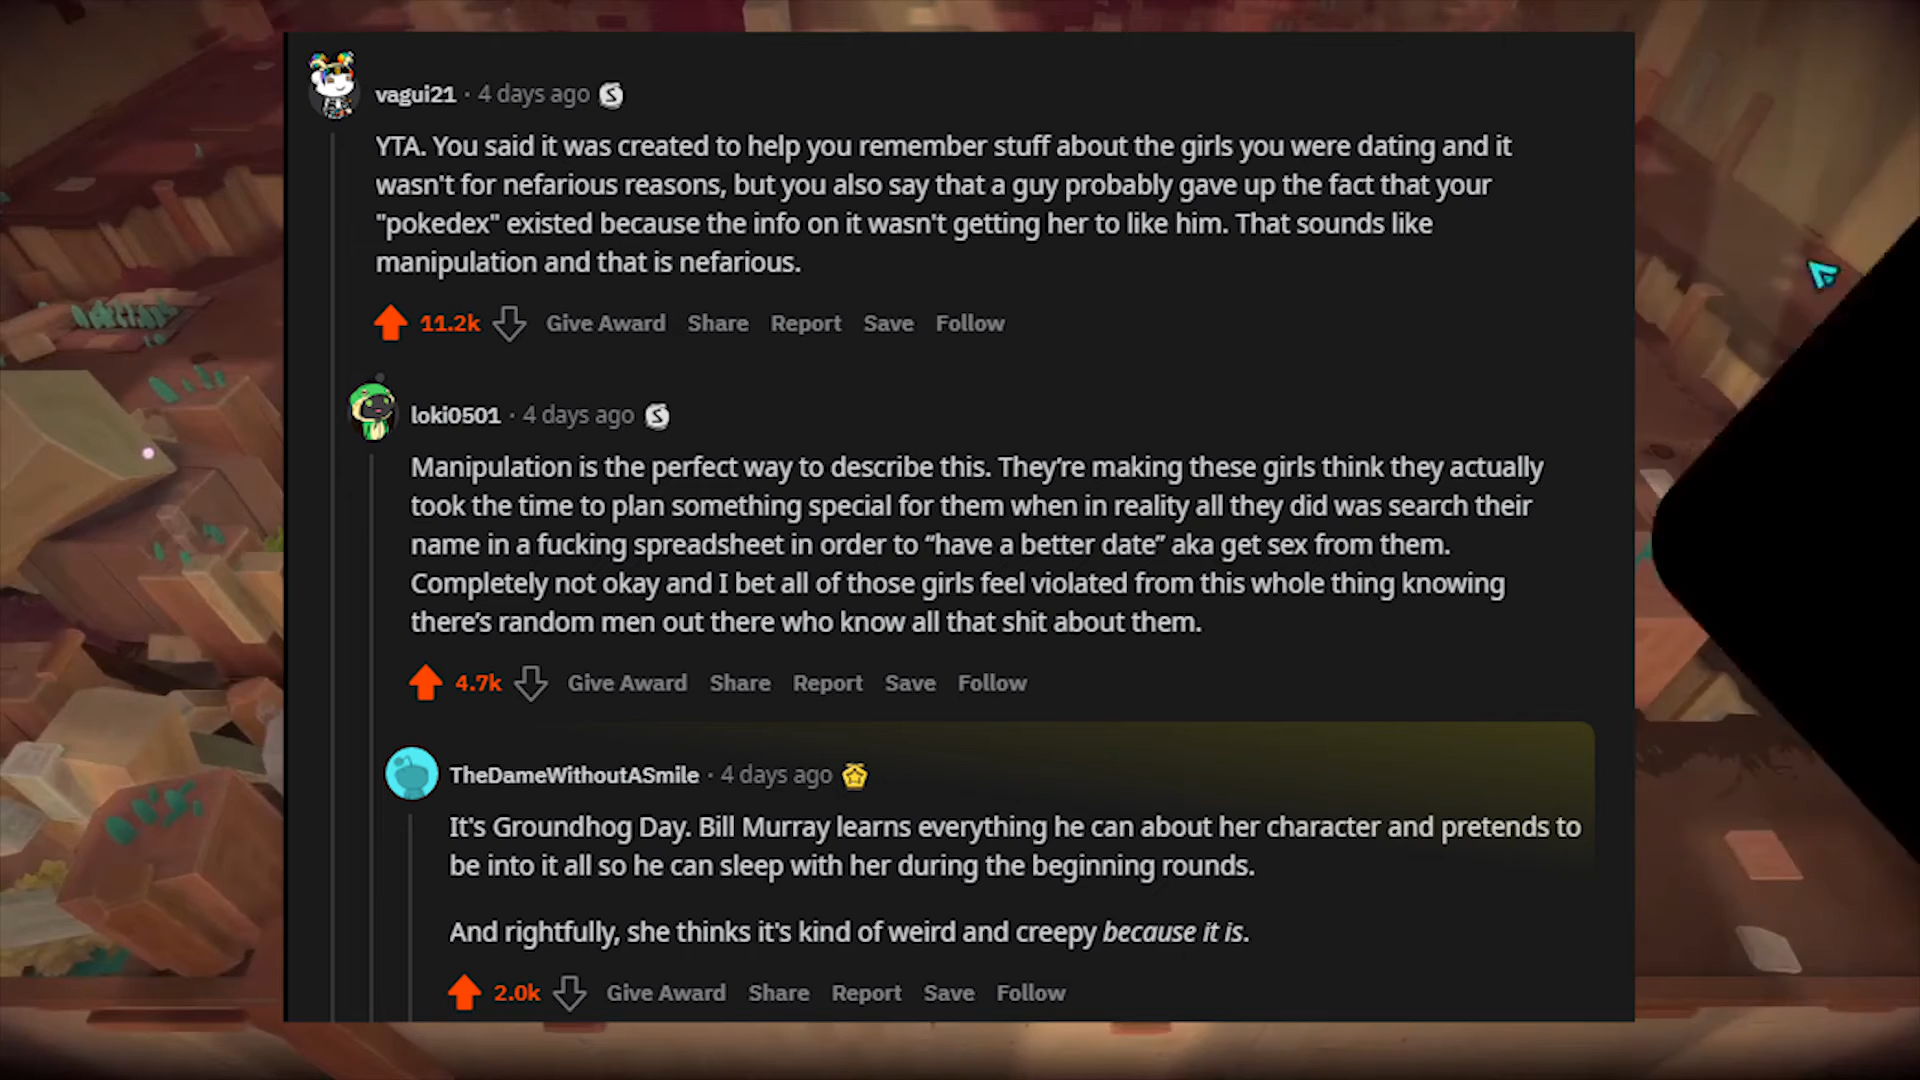 vagui21 · 4 days ago
YTA. You said it was created to help you remember stuff about the girls you were dating and it
wasn't for nefarious reasons, but you also say that a guy probably gave up the fact that your
"pokedex" existed because the info on it wasn't getting her to like him. That sounds like
manipulation and that is nefarious.
11.2k Give Award Share Report Save Follow
loki0501 · 4 days ago
Manipulation is the perfect way to describe this. They’re making these girls think they actually
took the time to plan something special for them when in reality all they did was search their
name in a fucking spreadsheet in order to “have a better date” aka get sex from them.
Completely not okay and I bet all of those girls feel violated from this whole thing knowing
there’s random men out there who know all that shit about them.
4.7k Give Award Share Report Save Follow
TheDameWithoutASmile · 4 days ago
It's Groundhog Day. Bill Murray learns everything he can about her character and pretends to
be into it all so he can sleep with her during the beginning rounds.
And rightfully, she thinks it's kind of weird and creepy because it is.
2.0k Give Award Share Report Save Follow